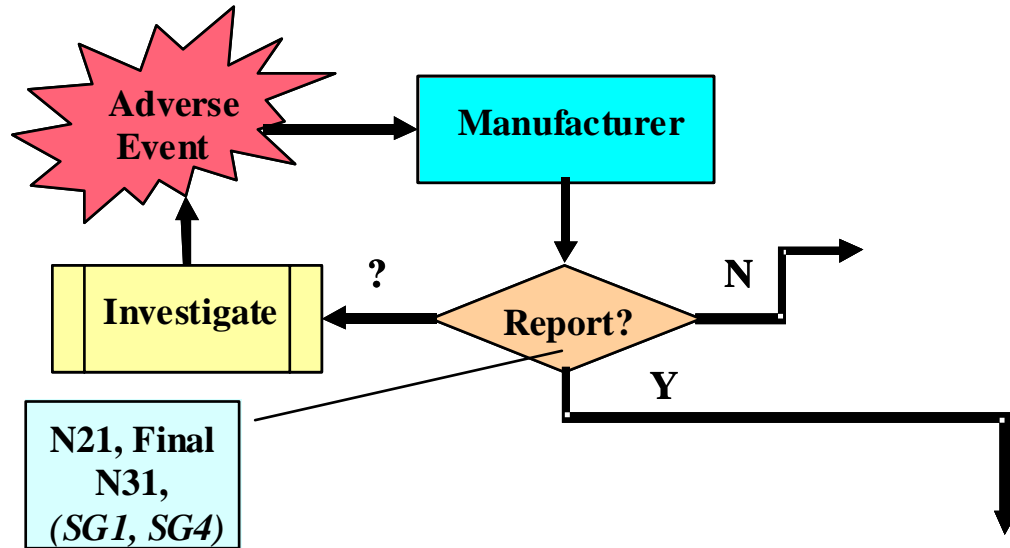 Adverse
Event
Manufacturer
?
N
Investigate
Report?
Y
N21, Final
N31,
(SG1, SG4)